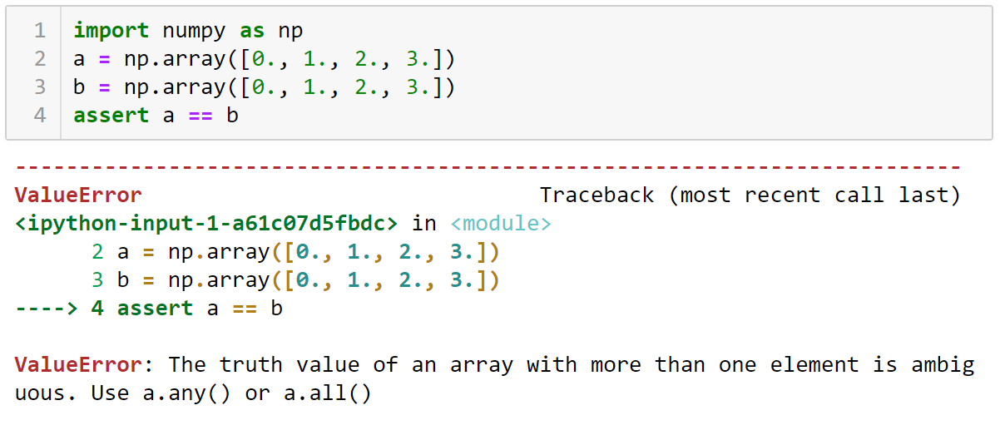 1 import numpy as np
2 a = np.array([0., 1., 2., 3.])
3 b = np.array([0., 1., 2., 3.])
4 assert a == b
---------------------------------------------------------------------------
ValueError                                Traceback (most recent call last)
<ipython-input-1-a61c07d5fbdc> in <module>
      2 a = np.array([0., 1., 2., 3.])
      3 b = np.array([0., 1., 2., 3.])
----> 4 assert a == b

ValueError: The truth value of an array with more than one element is ambig
uous. Use a.any() or a.all()